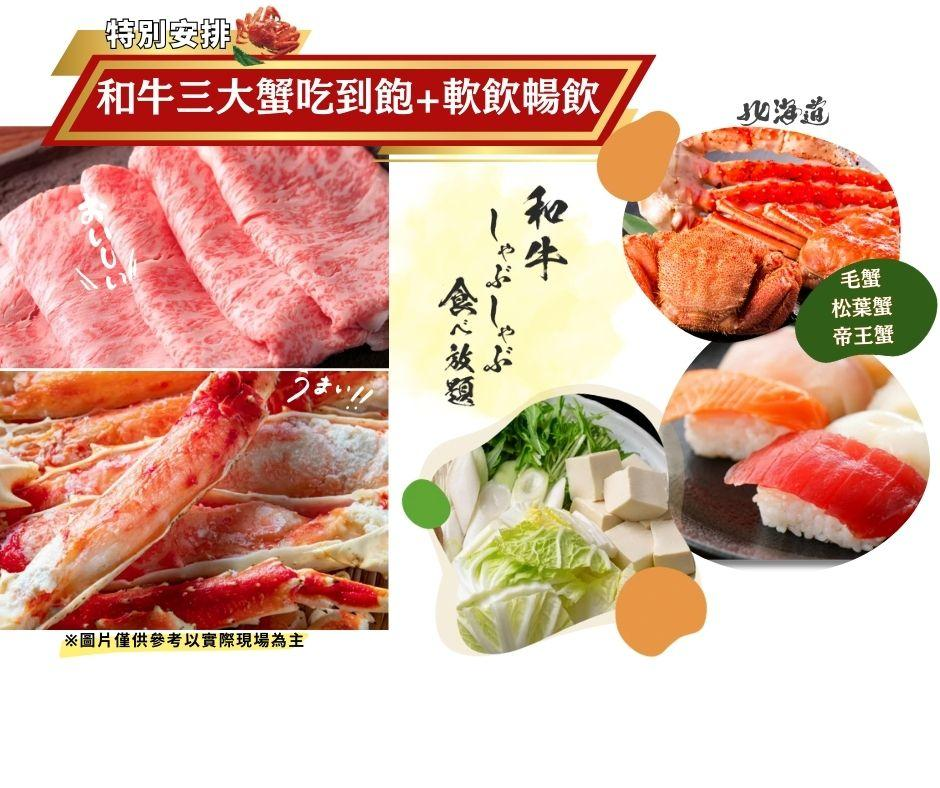 特別安排
和牛三大蟹吃到飽+軟飲暢飲
北海道
おいしい
和牛
しゃぶしゃぶ
食べ放題
毛蟹
松葉蟹
帝王蟹
うまい!!
※圖片僅供參考以實際現場為主